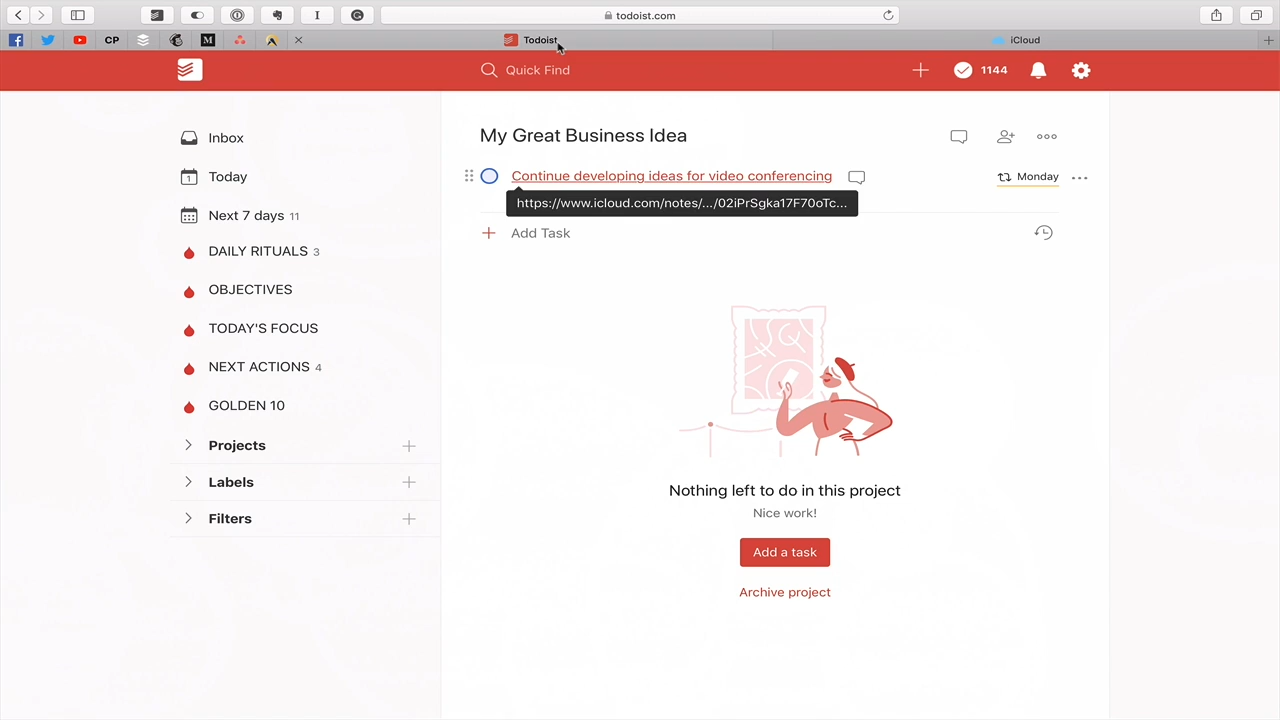 todoist.com
CP
M
Todoist
iCloud
Quick Find
1144
Inbox
1
Today
Next 7 days 11
DAILY RITUALS 3
OBJECTIVES
TODAY'S FOCUS
NEXT ACTIONS 4
GOLDEN 10
Projects
Labels
Filters
My Great Business Idea
Continue developing ideas for video conferencing
Monday
https://www.icloud.com/notes/.../02iPrSgka17F70oTc...
Add Task
Nothing left to do in this project
Nice work!
Add a task
Archive project